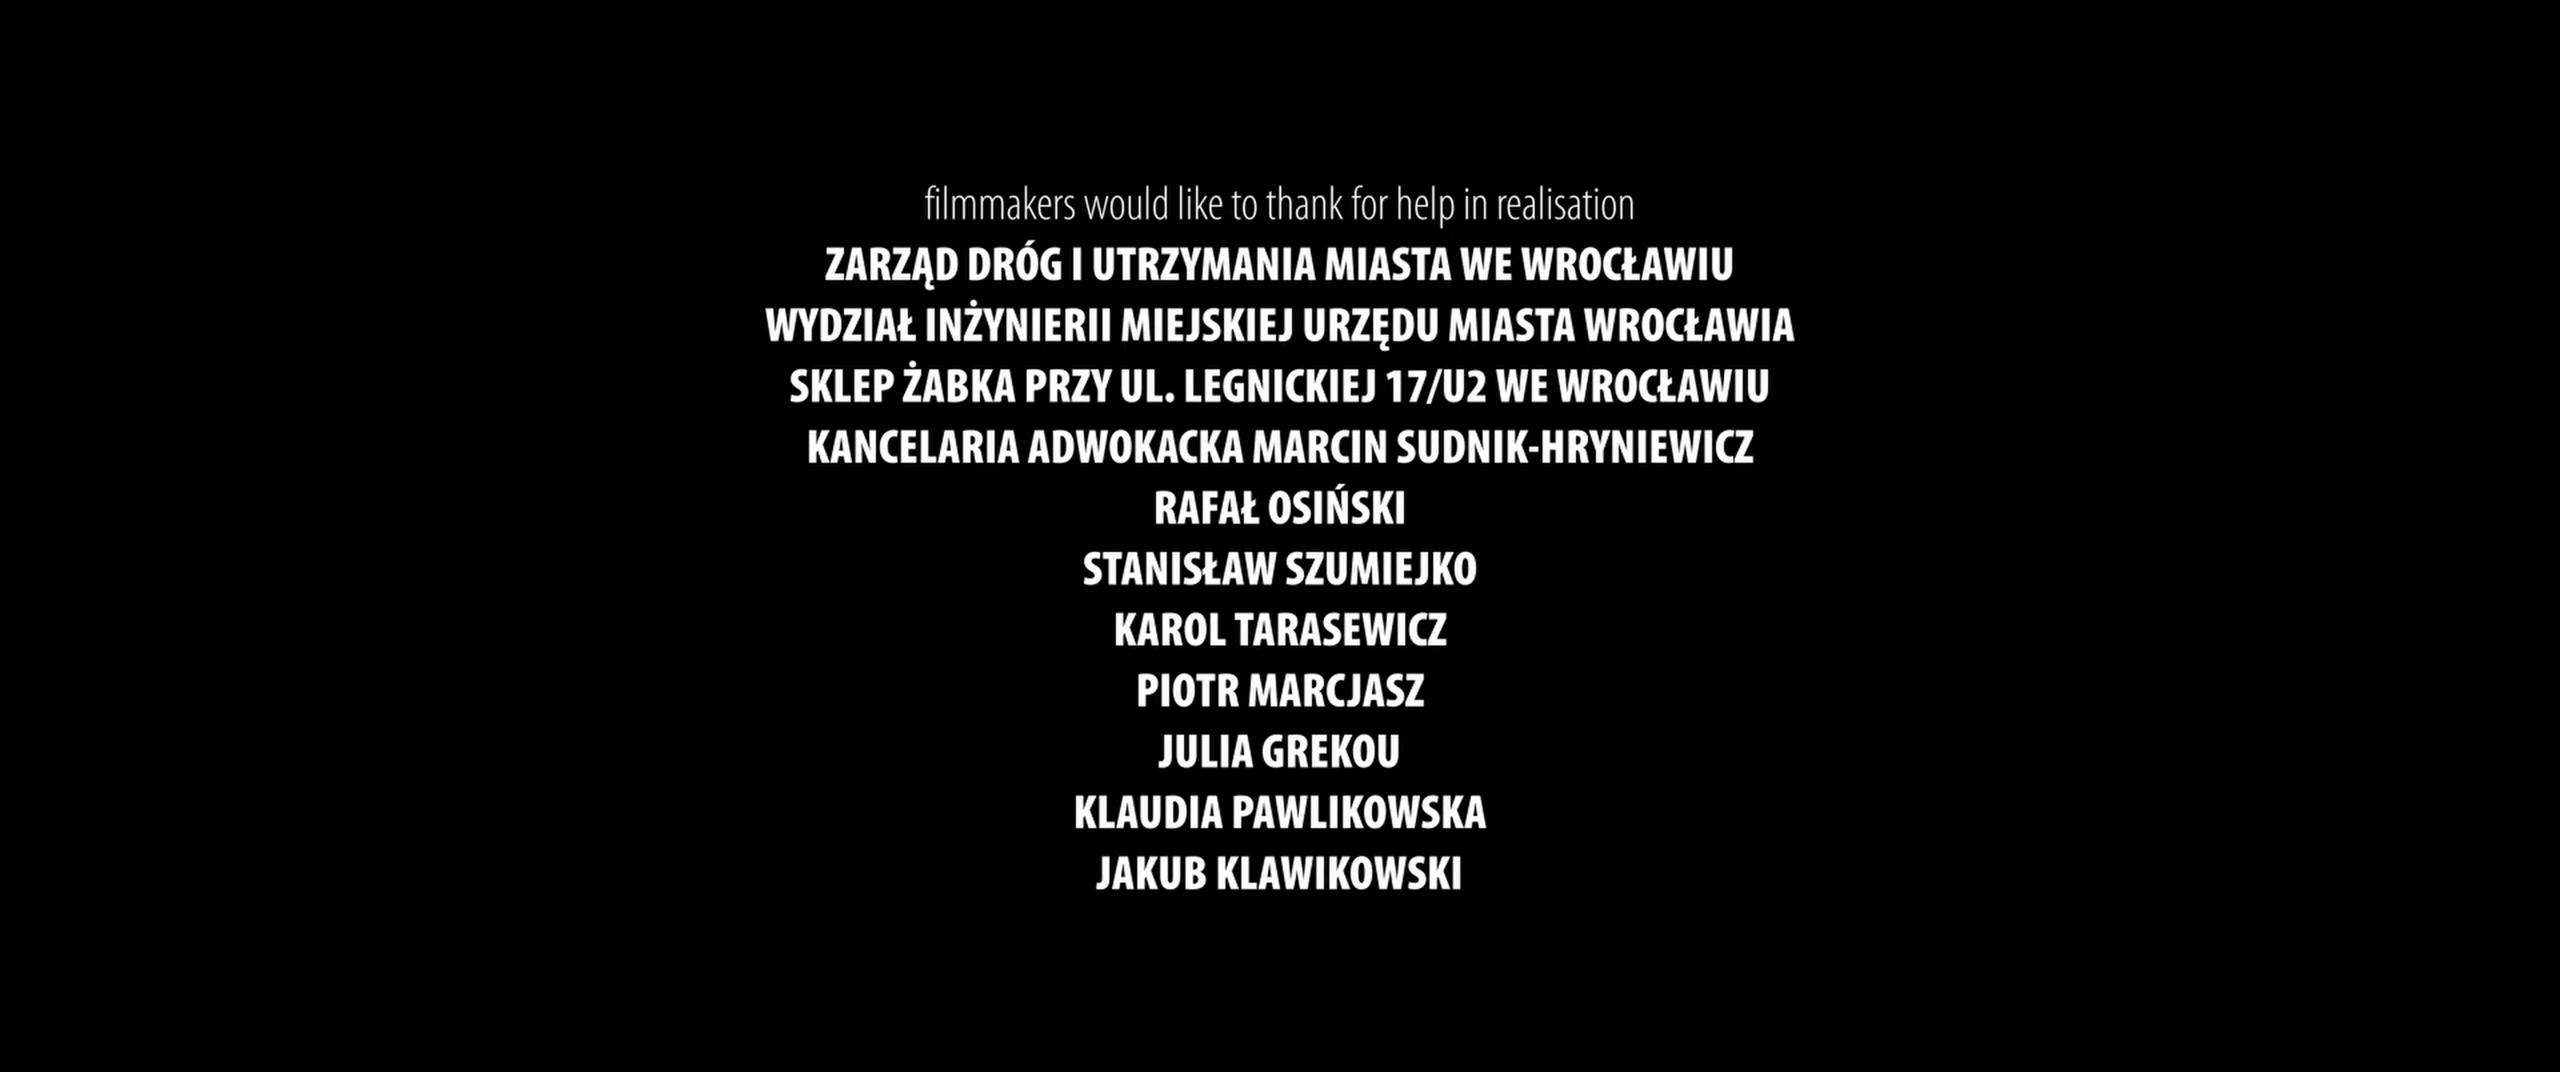 filmmakers would like to thank for help in realisation
ZARZĄD DRÓG I UTRZYMANIA MIASTA WE WROCŁAWIU
WYDZIAŁ INŻYNIERII MIEJSKIEJ URZĘDU MIASTA WROCŁAWIA
SKLEP ŻABKA PRZY UL. LEGNICKIEJ 17/U2 WE WROCŁAWIU
KANCELARIA ADWOKACKA MARCIN SUDNIK-HRYNIEWICZ
RAFAŁ OSIŃSKI
STANISŁAW SZUMIEJKO
KAROL TARASEWICZ
PIOTR MARCJASZ
JULIA GREKOU
KLAUDIA PAWLIKOWSKA
JAKUB KLAWIKOWSKI